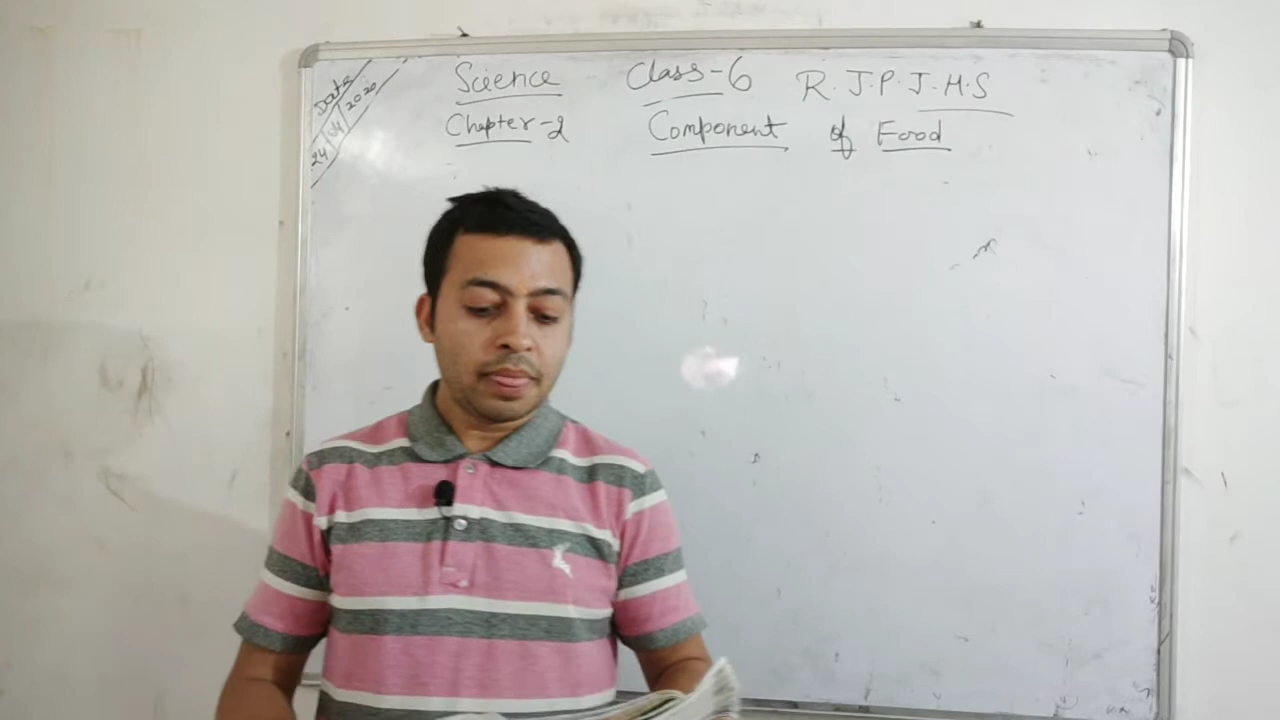 Date
24/04/2020
Science Class-6 R.J.P.J.H.S
Chapter-2 Component of Food